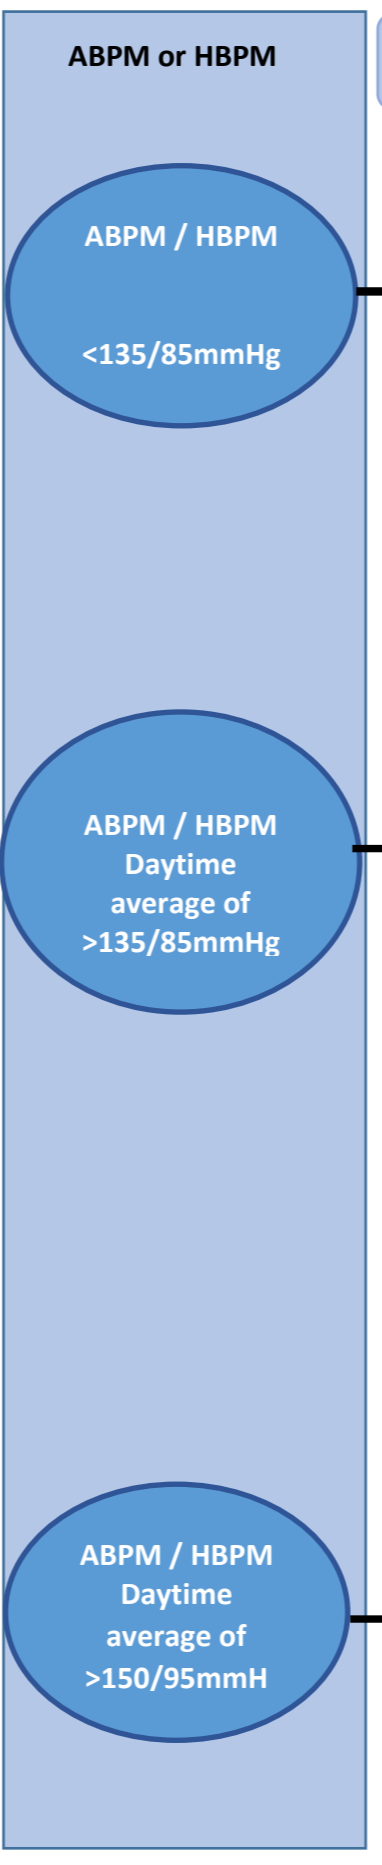 ABPM or HBPM
ABPM / HBPM
<135/85mmHg
ABPM / HBPM
Daytime
average of
>135/85mmHg
ABPM / HBPM
Daytime
average of
>150/95mmH